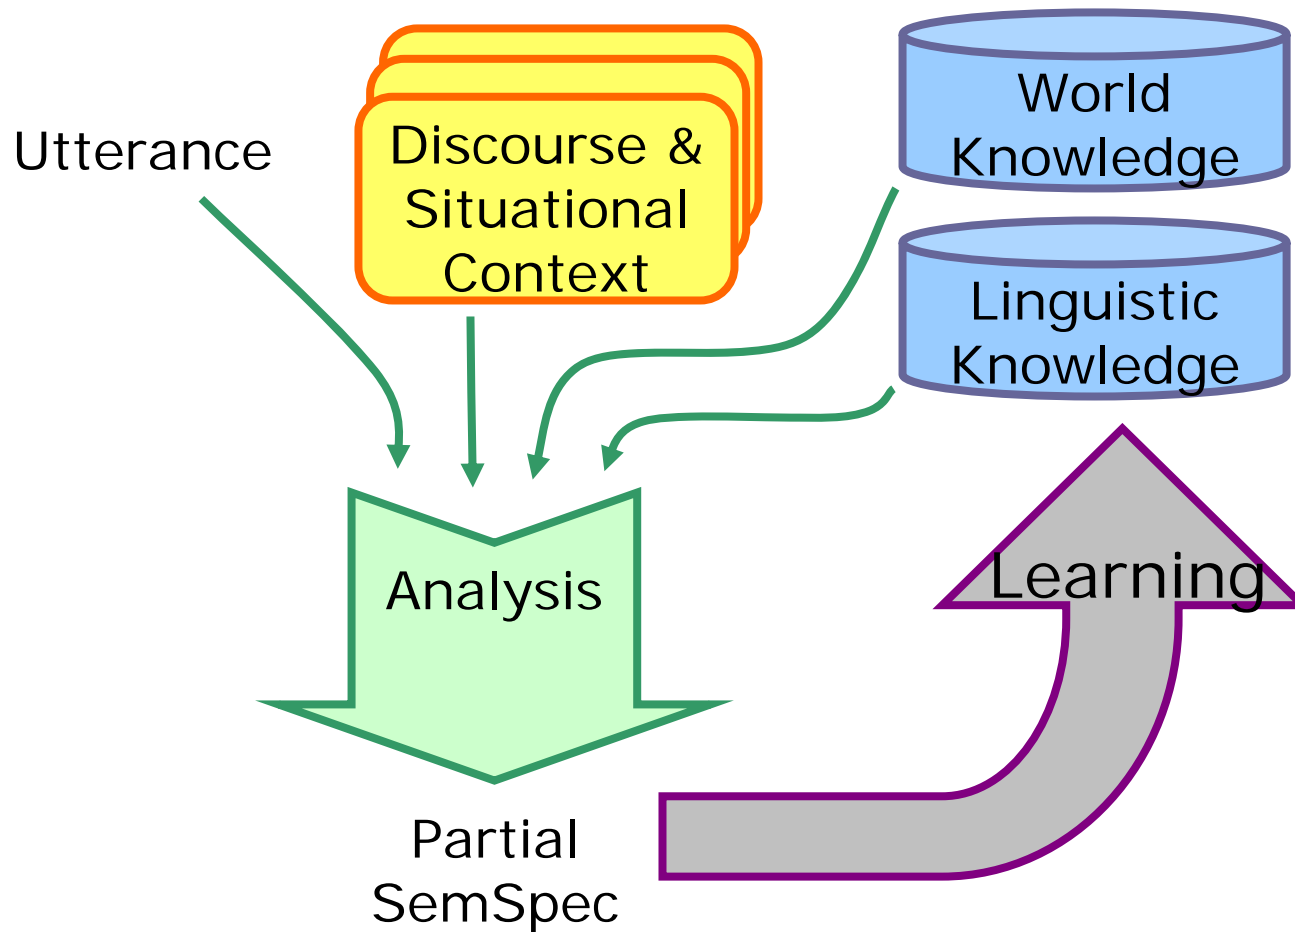 Utterance
Discourse &
Situational
Context
World
Knowledge
Linguistic
Knowledge
Analysis
Learning
Partial
SemSpec